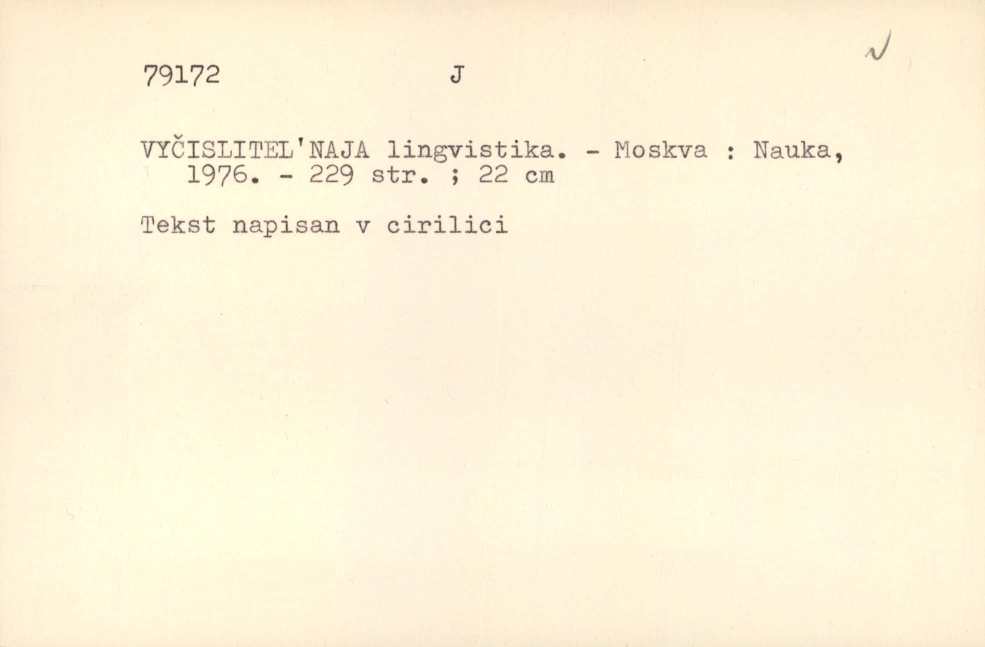 79172 J
VYČISLITEL'NAJA lingvistika. - Moskva : Nauka,
1976. - 229 str. ; 22 cm
Tekst napisan v cirilici